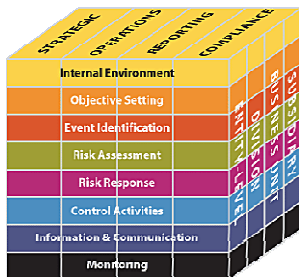 STRATEGIC
OPERATIONS
REPORTING
COMPLIANCE
Internal Environment
Objective Setting
Event Identification
Risk Assessment
Risk Response
Control Activities
Information & Communication
Monitoring
ENTITY LEVEL
DIVISION
BUSINESS UNIT
SUBSIDIARY